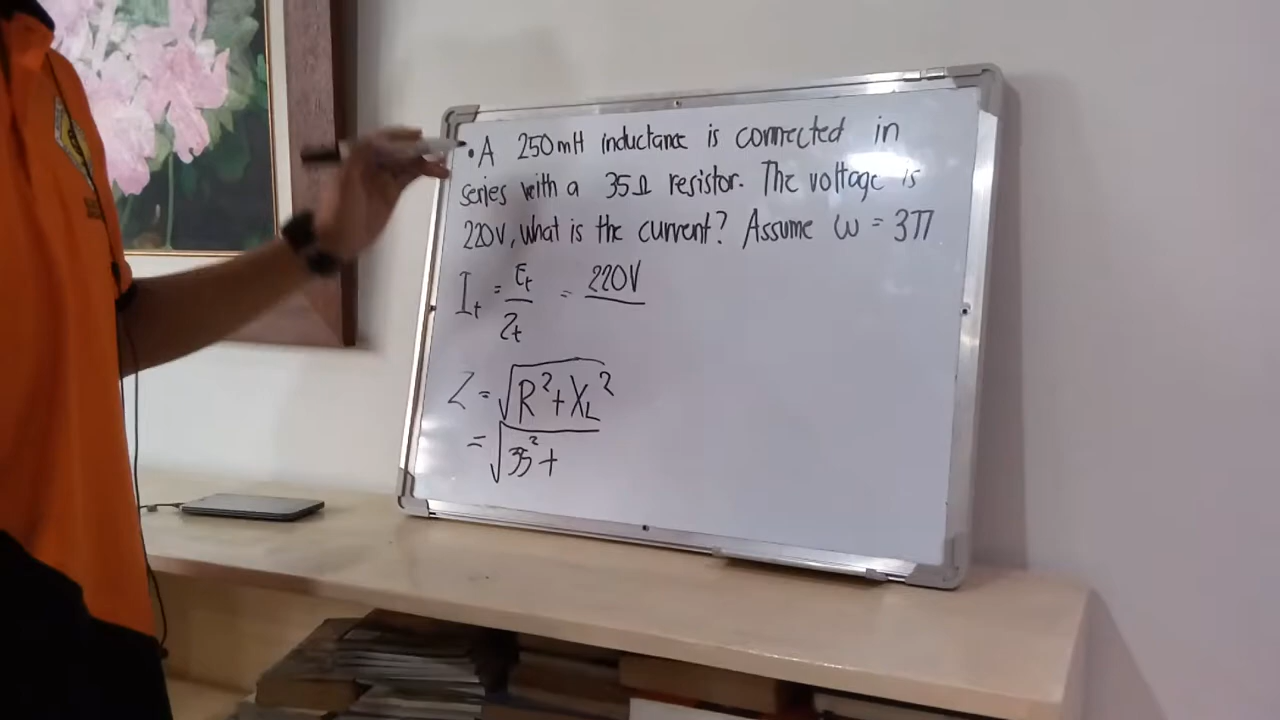 • A 250mH inductance is connected in
series with a 35Ω resistor. The voltage is
220V, what is the current? Assume ω = 3π
I_t = E_t / Z_t = 220V
Z = √(R² + X_L²)
= √(35² +